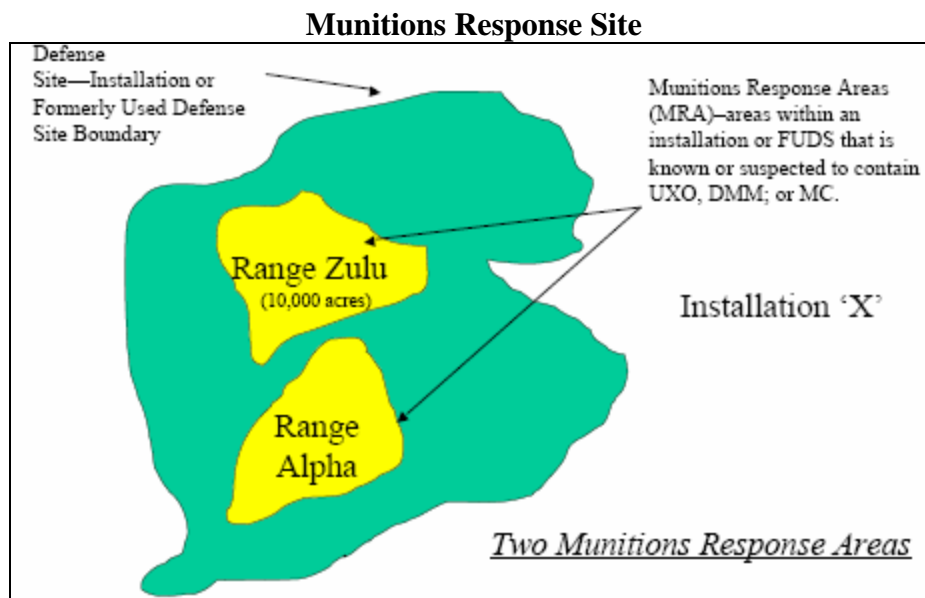 Munitions Response Site
Defense
Site—Installation or
Formerly Used Defense
Site Boundary
Munitions Response Areas
(MRA)–areas within an
installation or FUDS that is
known or suspected to contain
UXO, DMM; or MC.
Range Zulu
(10,000 acres)
Installation ‘X’
Range
Alpha
Two Munitions Response Areas